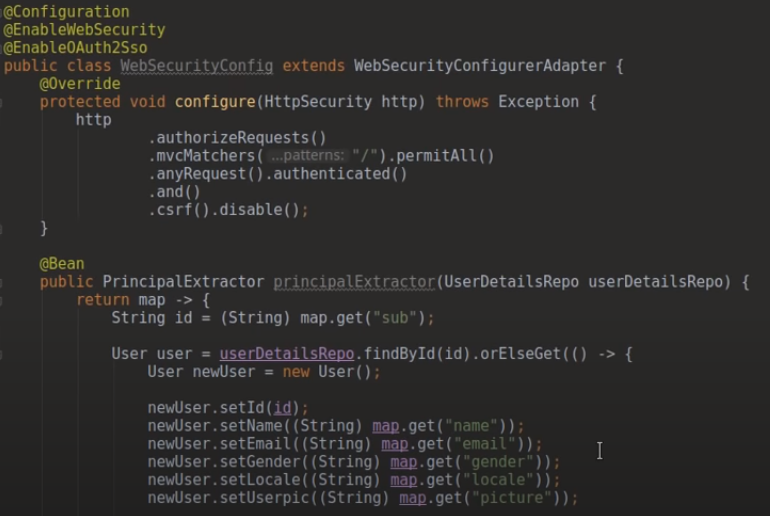 @Configuration
@EnableWebSecurity
@EnableOAuth2Sso
public class WebSecurityConfig extends WebSecurityConfigurerAdapter {
    @Override
    protected void configure(HttpSecurity http) throws Exception {
        http
                .authorizeRequests()
                .mvcMatchers( ...patterns: "/").permitAll()
                .anyRequest().authenticated()
                .and()
                .csrf().disable();
    }

    @Bean
    public PrincipalExtractor principalExtractor(UserDetailsRepo userDetailsRepo) {
        return map -> {
            String id = (String) map.get("sub");

            User user = userDetailsRepo.findById(id).orElseGet(() -> {
                User newUser = new User();

                newUser.setId(id);
                newUser.setName((String) map.get("name"));
                newUser.setEmail((String) map.get("email"));
                newUser.setGender((String) map.get("gender"));
                newUser.setLocale((String) map.get("locale"));
                newUser.setUserpic((String) map.get("picture"));